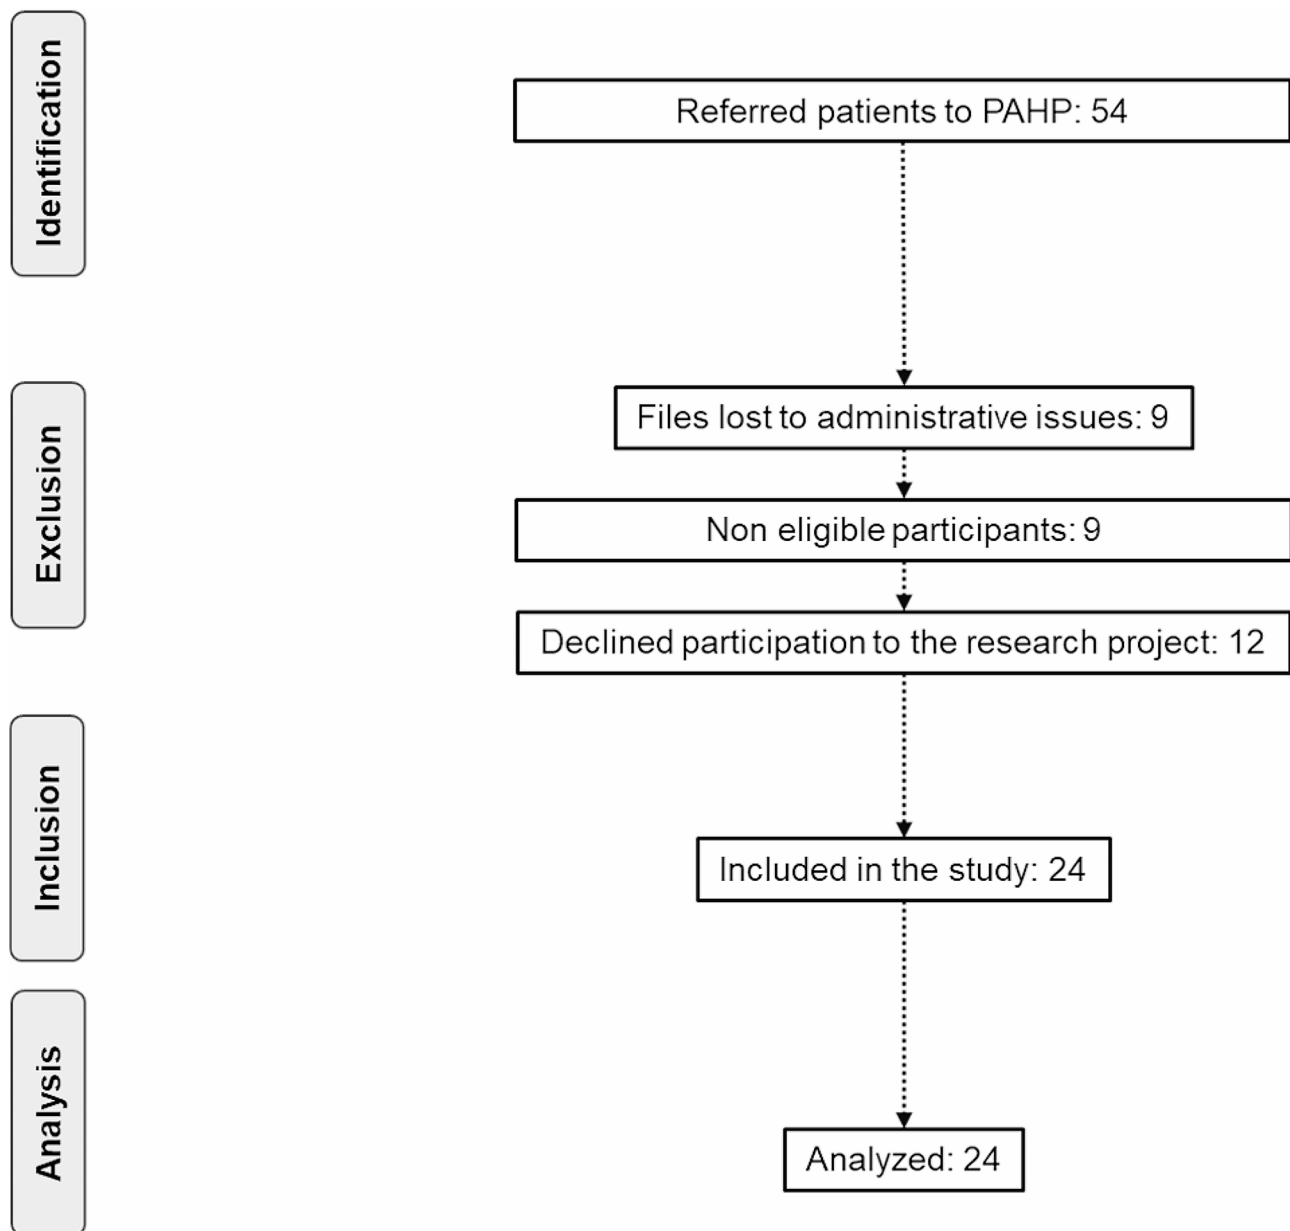 Identification
Referred patients to PAHP: 54
Exclusion
Files lost to administrative issues: 9
Non eligible participants: 9
Declined participation to the research project: 12
Inclusion
Included in the study: 24
Analysis
Analyzed: 24